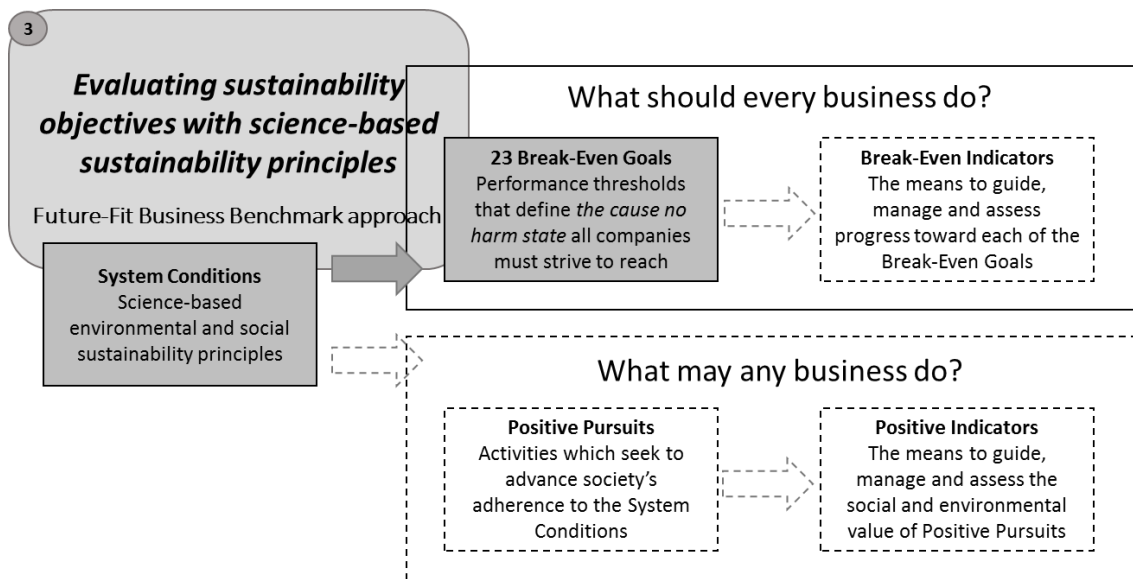 3
Evaluating sustainability
objectives with science-based
sustainability principles
Future-Fit Business Benchmark approach
System Conditions
Science-based
environmental and social
sustainability principles
What should every business do?
23 Break-Even Goals
Performance thresholds
that define the cause no
harm state all companies
must strive to reach
Break-Even Indicators
The means to guide,
manage and assess
progress toward each of the
Break-Even Goals
What may any business do?
Positive Pursuits
Activities which seek to
advance society’s
adherence to the System
Conditions
Positive Indicators
The means to guide,
manage and assess the
social and environmental
value of Positive Pursuits